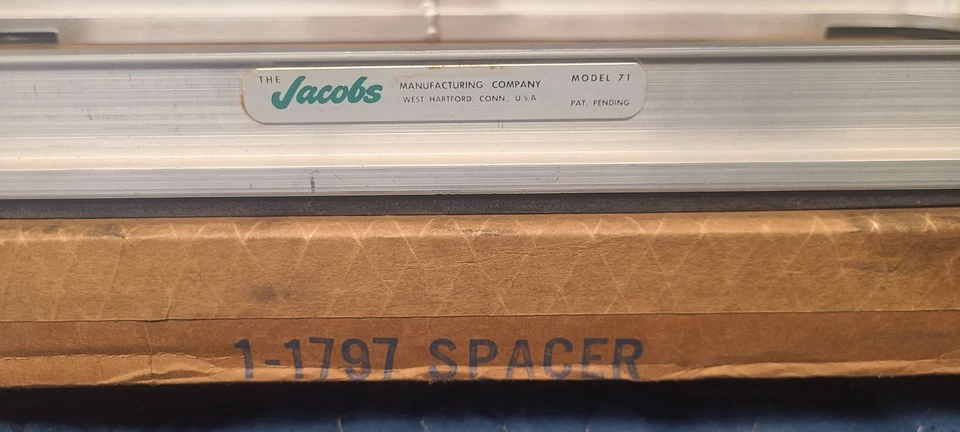 THE Jacobs MANUFACTURING COMPANY MODEL 71
WEST HARTFORD, CONN., U.S.A. PAT. PENDING
1-1797 SPACER